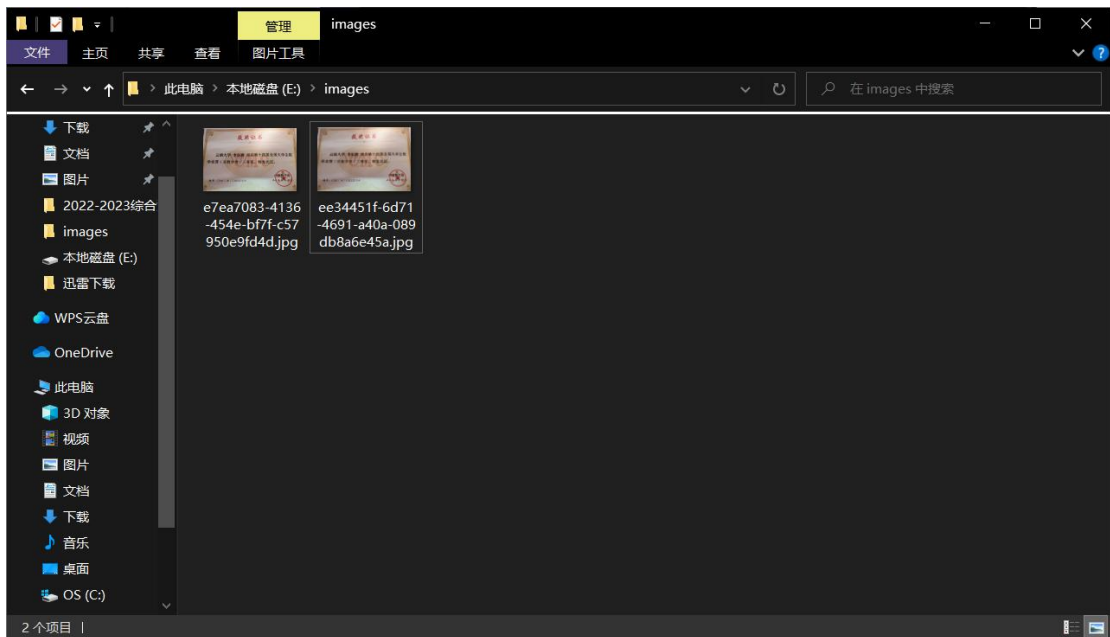 管理
images
文件
主页
共享
查看
图片工具
此电脑
本地磁盘 (E:)
images
在 images 中搜索
下载
文档
图片
2022-2023综合
images
本地磁盘 (E:)
迅雷下载
WPS云盘
OneDrive
此电脑
3D 对象
视频
图片
文档
下载
音乐
桌面
OS (C:)
e7ea7083-4136
-454e-bf7f-c57
950e9fd4d.jpg
ee34451f-6d71
-4691-a40a-089
db8a6e45a.jpg
2 个项目